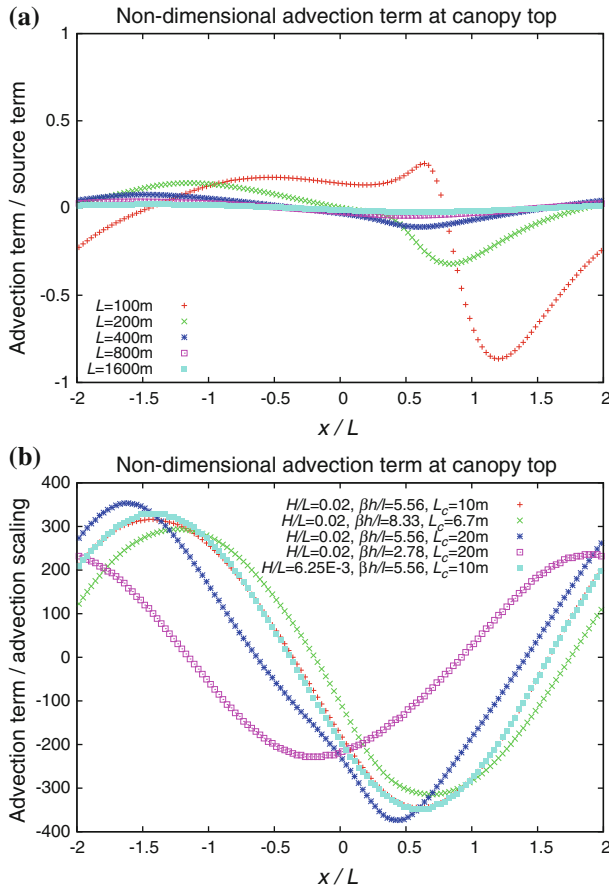 (a)
Non-dimensional advection term at canopy top
Advection term / source term
1
0.5
0
-0.5
-1
L=100m
L=200m
L=400m
L=800m
L=1600m
-2 -1.5 -1 -0.5 0 0.5 1 1.5 2
x / L
(b)
Non-dimensional advection term at canopy top
Advection term / advection scaling
400
300
200
100
0
-100
-200
-300
-400
H/L=0.02, βh/l=5.56, Lc=10m
H/L=0.02, βh/l=8.33, Lc=6.7m
H/L=0.02, βh/l=5.56, Lc=20m
H/L=0.02, βh/l=2.78, Lc=20m
H/L=6.25E-3, βh/l=5.56, Lc=10m
-2 -1.5 -1 -0.5 0 0.5 1 1.5 2
x / L